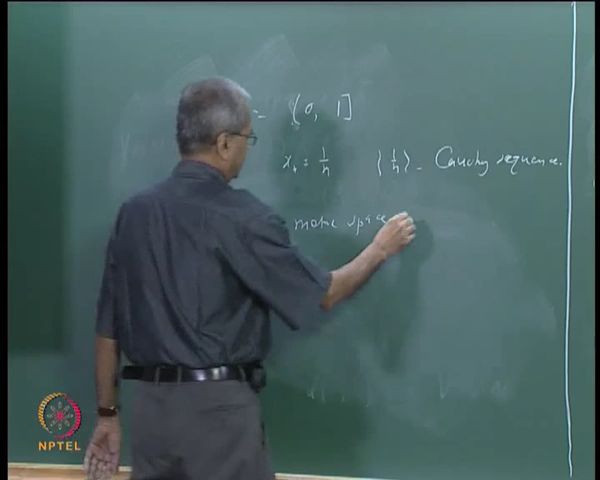 = (0, 1]
xₙ = 1/n {1/n} - Cauchy sequence.
metric space
NPTEL